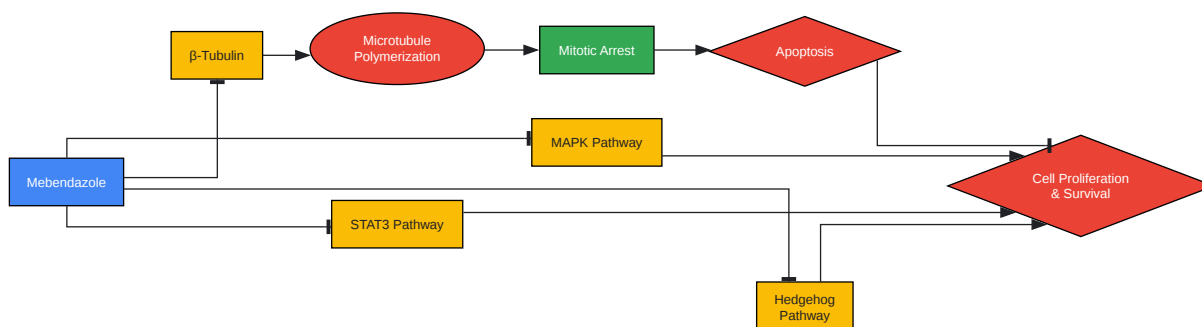 β-Tubulin
Microtubule
Polymerization
Mitotic Arrest
Apoptosis
MAPK Pathway
Mebendazole
Cell Proliferation
& Survival
STAT3 Pathway
Hedgehog
Pathway